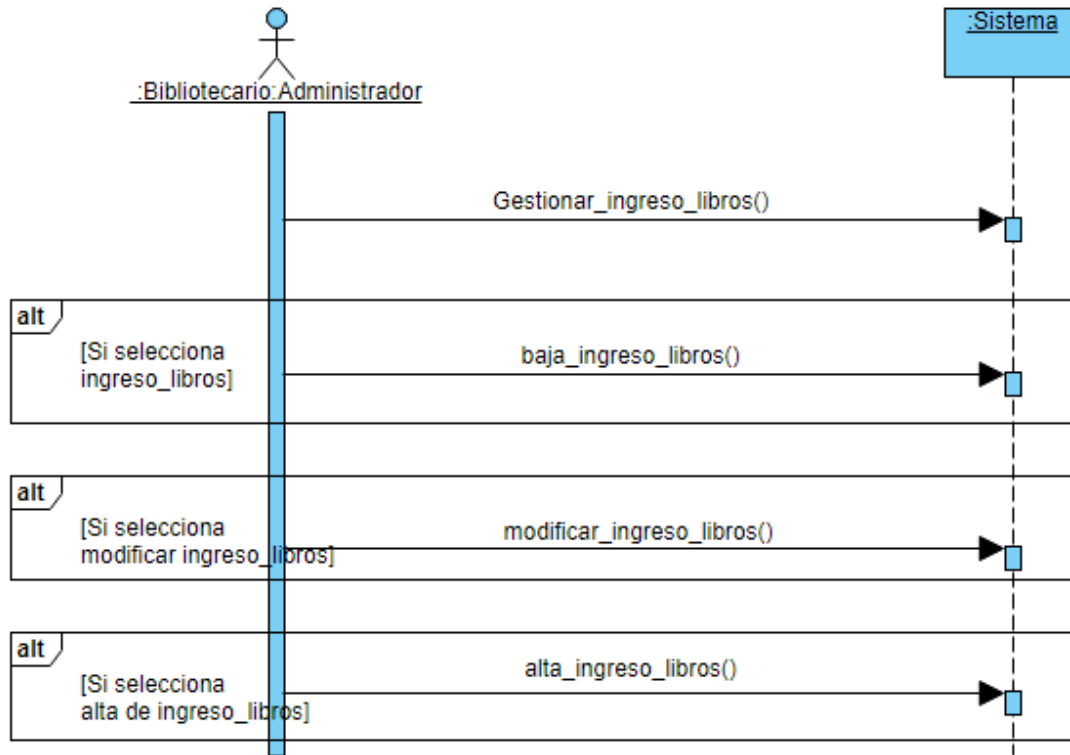 :Sistema
:Bibliotecario:Administrador
Gestionar_ingreso_libros()
alt
[Si selecciona
ingreso_libros]
baja_ingreso_libros()
alt
[Si selecciona
modificar ingreso_libros]
modificar_ingreso_libros()
alt
[Si selecciona
alta de ingreso_libros]
alta_ingreso_libros()